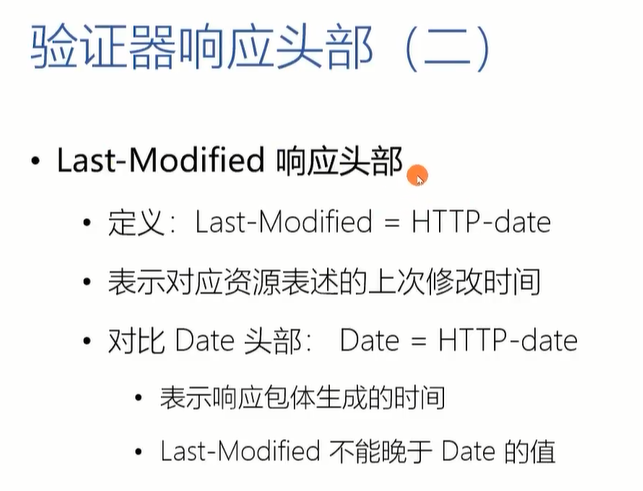 验证器响应头部（二）
• Last-Modified 响应头部
• 定义：Last-Modified = HTTP-date
• 表示对应资源表述的上次修改时间
• 对比 Date 头部： Date = HTTP-date
• 表示响应包体生成的时间
• Last-Modified 不能晚于 Date 的值